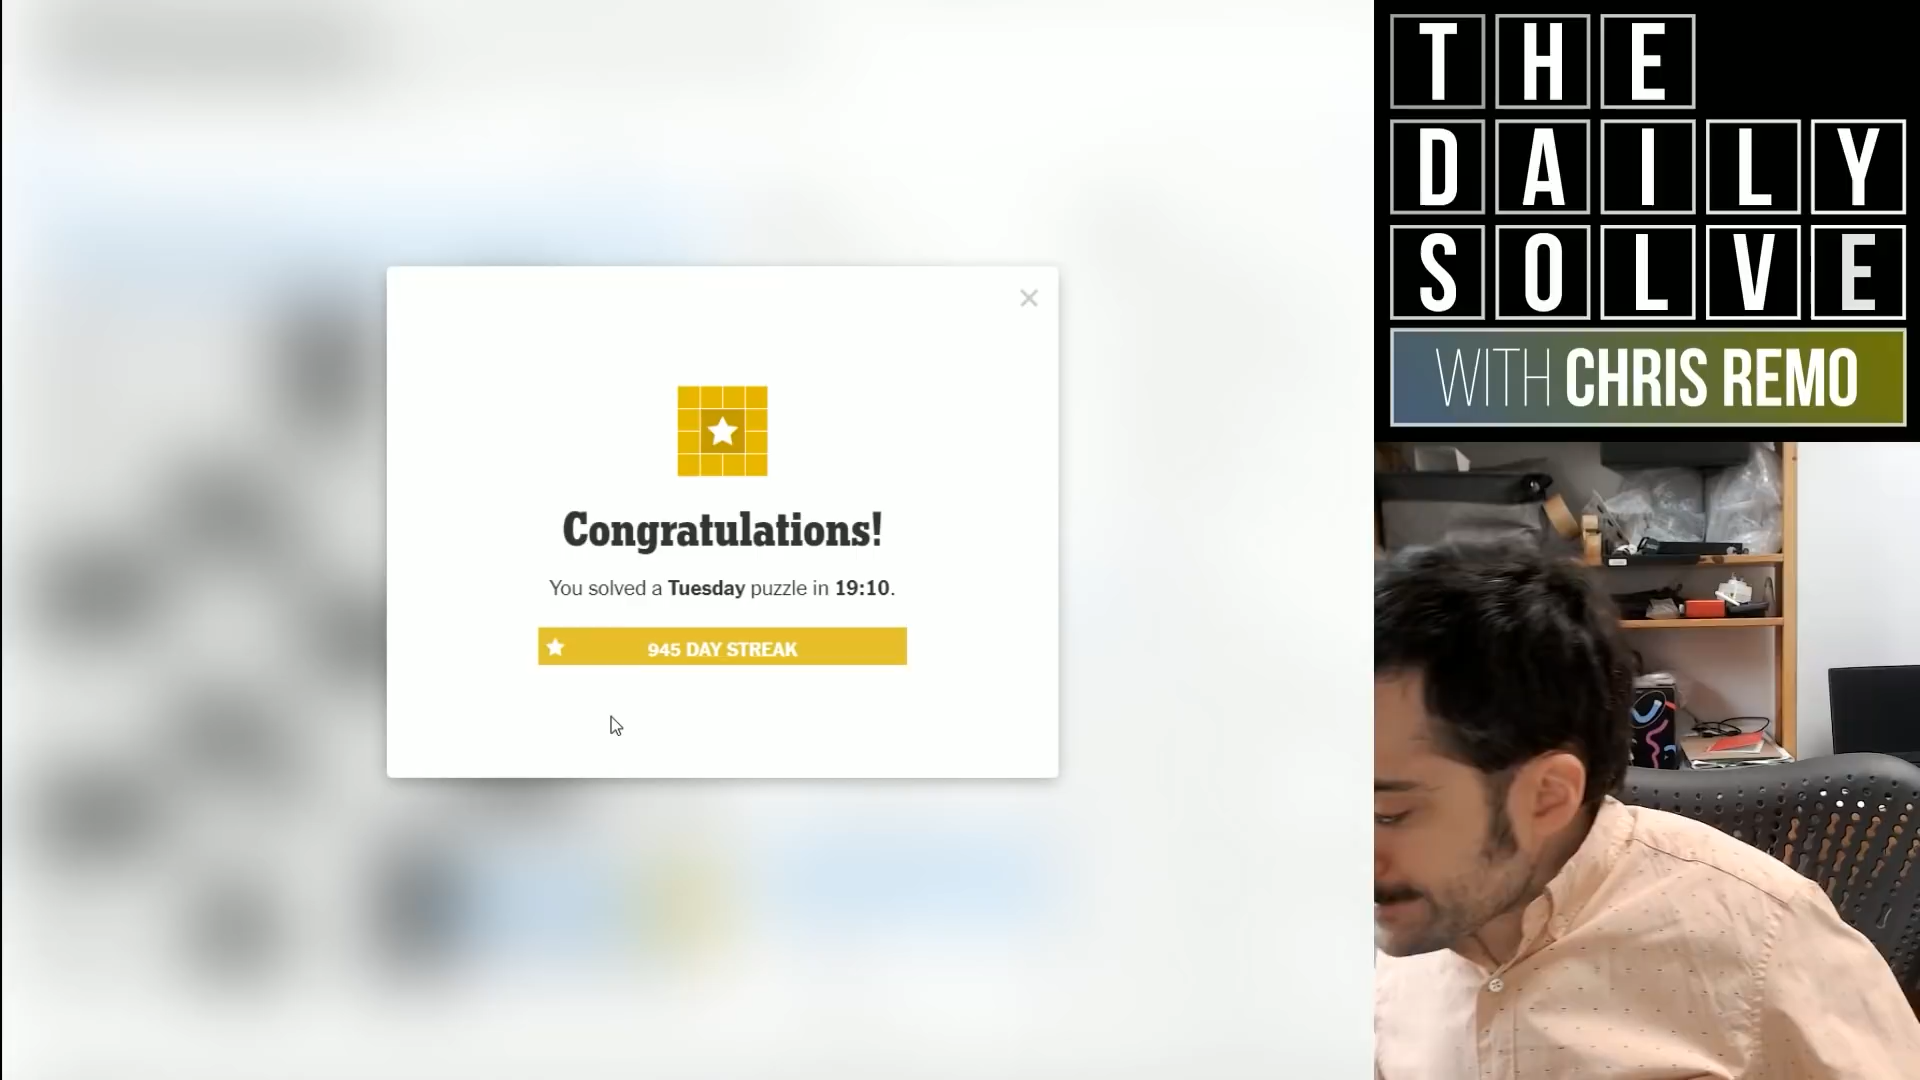 THE
DAILY
SOLVE
WITH CHRIS REMO
Congratulations!
You solved a Tuesday puzzle in 19:10.
945 DAY STREAK